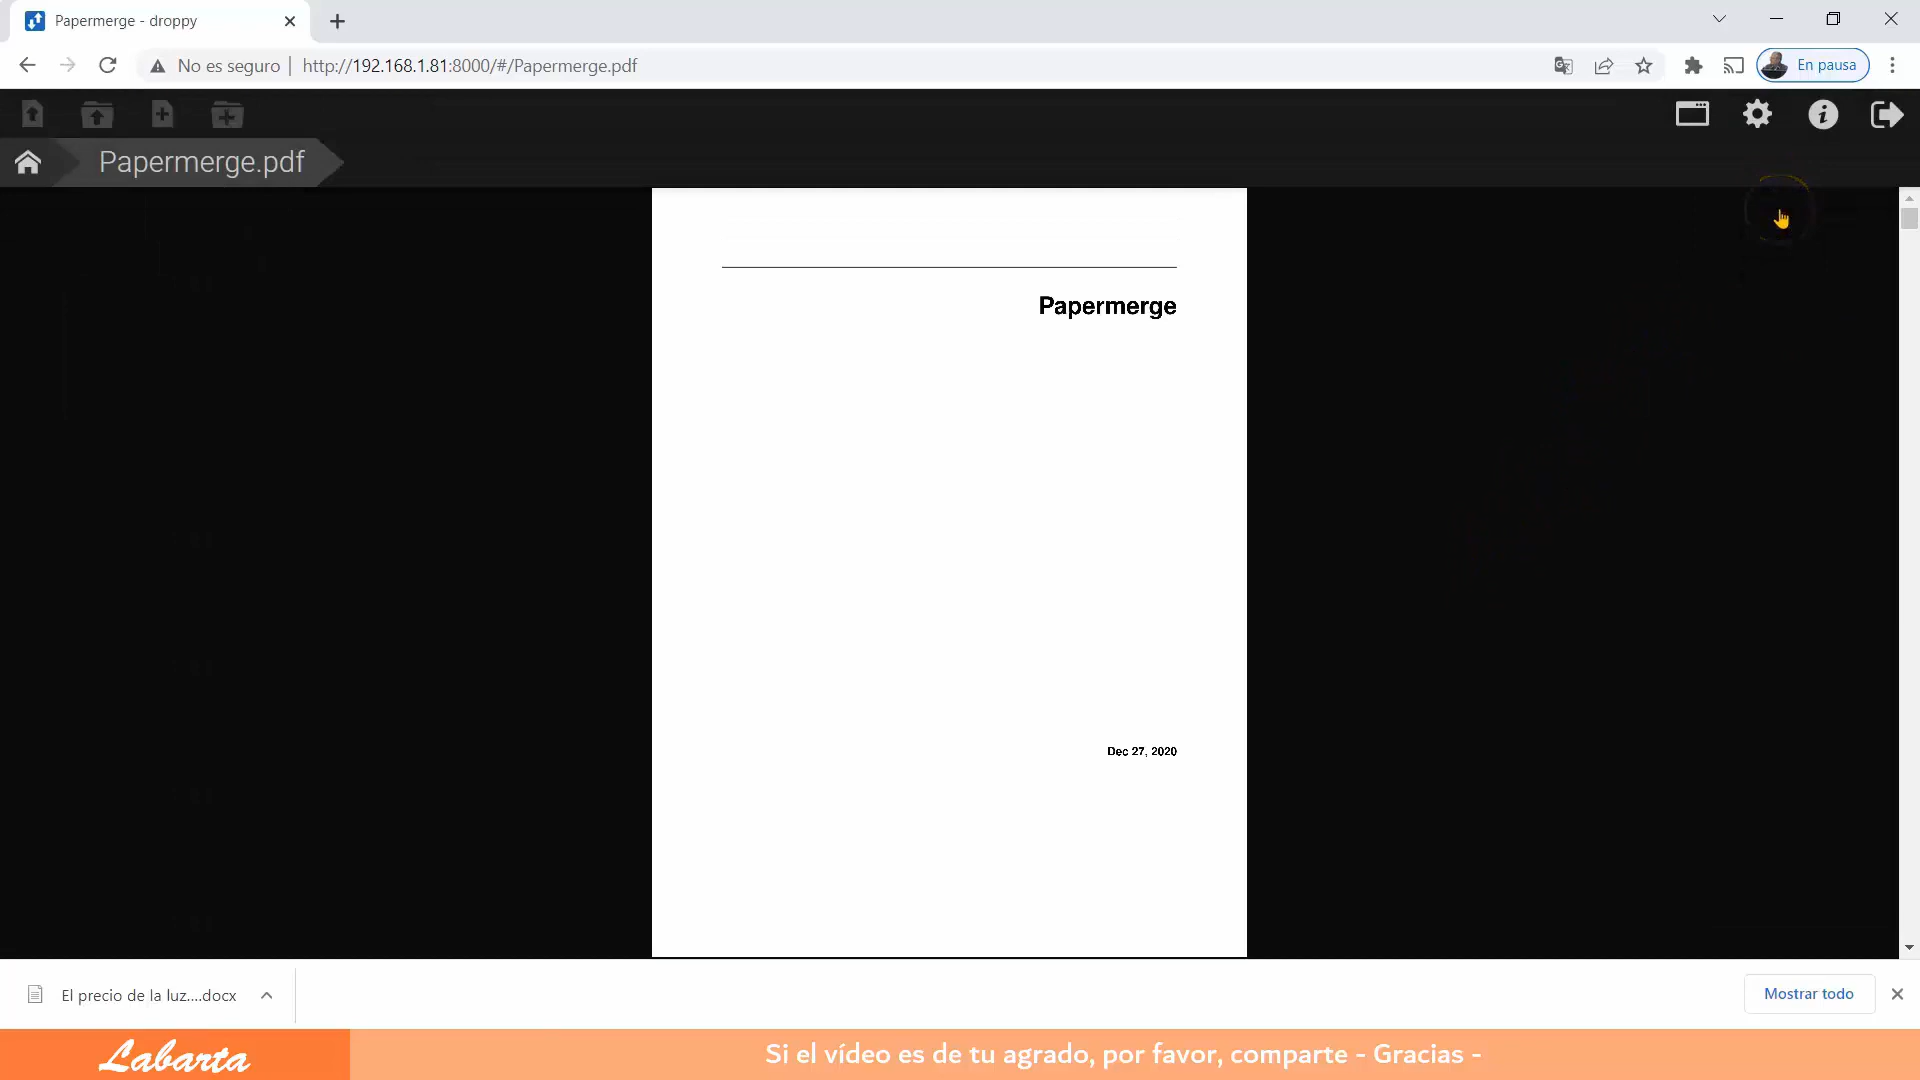 Papermerge - droppy
No es seguro | http://192.168.1.81:8000/#/Papermerge.pdf
En pausa
Papermerge.pdf
Papermerge
Dec 27, 2020
El precio de la luz....docx
Mostrar todo
Labarta
Si el vídeo es de tu agrado, por favor, comparte - Gracias -